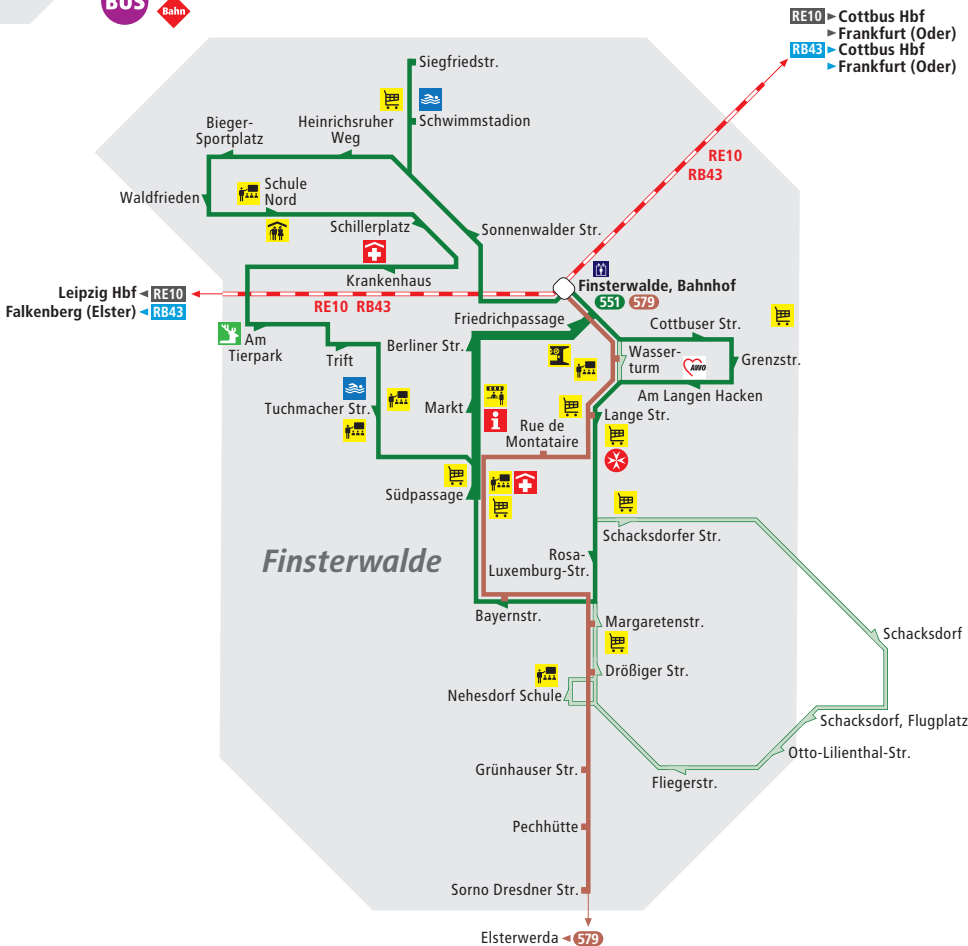 BUS
Bahn
RE10 Cottbus Hbf
Frankfurt (Oder)
RB43 Cottbus Hbf
Frankfurt (Oder)
Siegfriedstr.
Schwimmstadion
Bieger-
Sportplatz
Heinrichsruher
Weg
RE10
RB43
Waldfrieden
Schule
Nord
Schillerplatz
Sonnenwalder Str.
Krankenhaus
Finsterwalde, Bahnhof
551 579
Leipzig Hbf RE10
Falkenberg (Elster) RB43
RE10 RB43
Friedrichpassage
Cottbuser Str.
Am
Tierpark
Trift
Berliner Str.
Wasser-
turm
AWO
Grenzstr.
Am Langen Hacken
Tuchmacher Str.
Markt
i
Lange Str.
Rue de
Montataire
Südpassage
Schacksdorfer Str.
Finsterwalde
Rosa-
Luxemburg-Str.
Bayernstr.
Margaretenstr.
Schacksdorf
Drößiger Str.
Nehesdorf Schule
Schacksdorf, Flugplatz
Otto-Lilienthal-Str.
Grünhauser Str.
Fliegerstr.
Pechhütte
Sorno Dresdner Str.
Elsterwerda 579